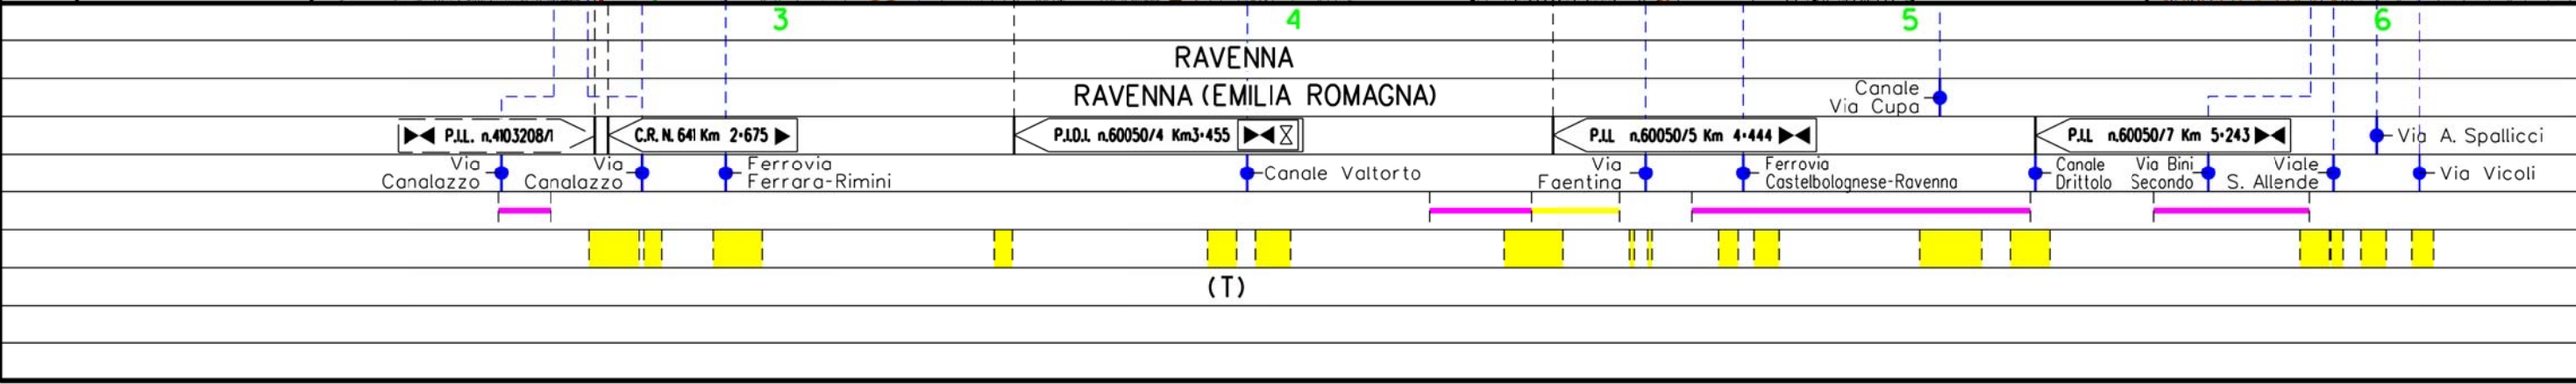 3 4 5 6
RAVENNA
RAVENNA (EMILIA ROMAGNA)
Canale
Via Cupa
P.I.L. n.4103208/1
C.R. N. 641 Km 2+675
P.I.D.I. n.60050/4 Km3+455
P.I.L n.60050/5 Km 4+444
P.I.L n.60050/7 Km 5+243
Via A. Spallicci
Via
Canalazzo
Via
Canalazzo
Ferrovia
Ferrara-Rimini
Canale Valtorto
Via
Faentina
Ferrovia
Castelbolognese-Ravenna
Canale
Drittolo
Via Bini
Secondo
Viale
S. Allende
Via Vicoli
(T)